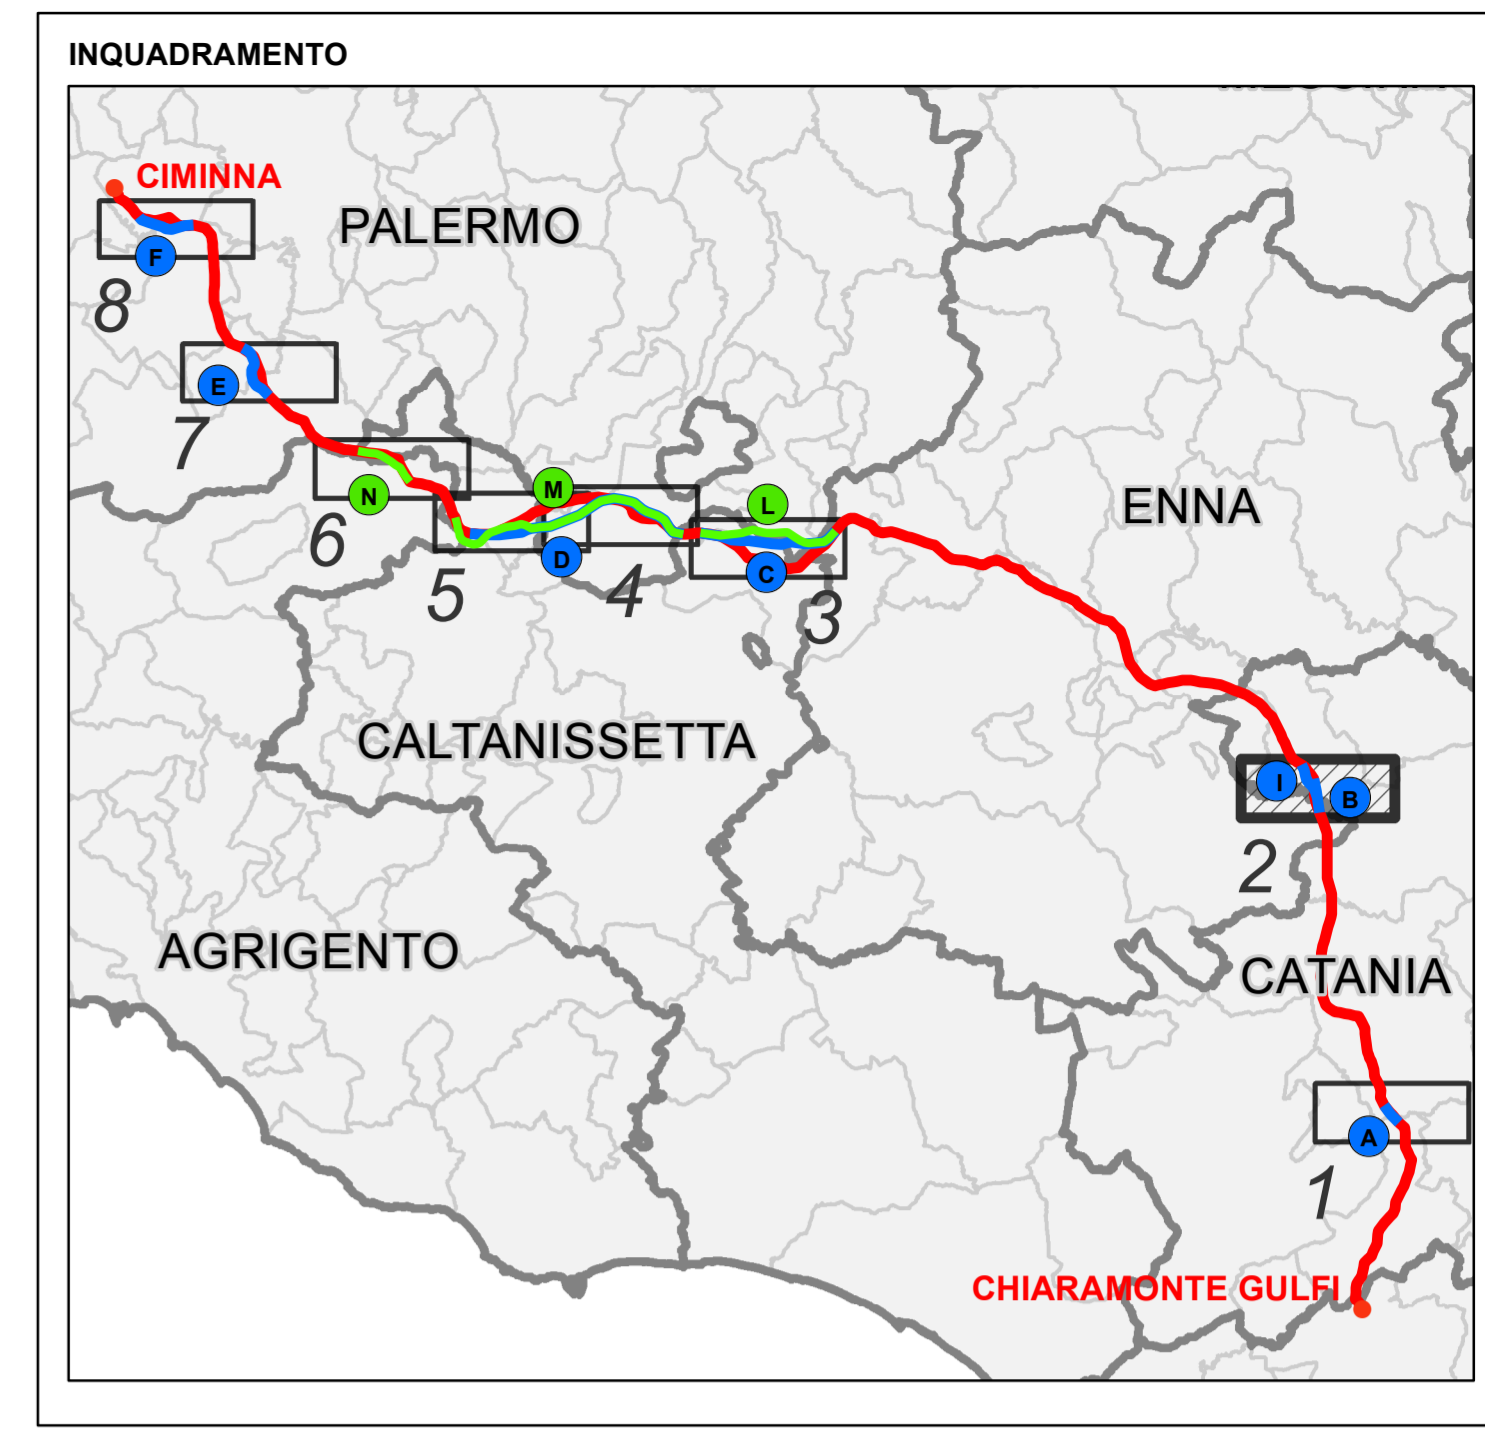 INQUADRAMENTO
CIMINNA
PALERMO
F
8
E
7
N
6
M
L
D
C
5
4
3
ENNA
CALTANISSETTA
I
B
2
AGRIGENTO
CATANIA
A
1
CHIARAMONTE GULFI